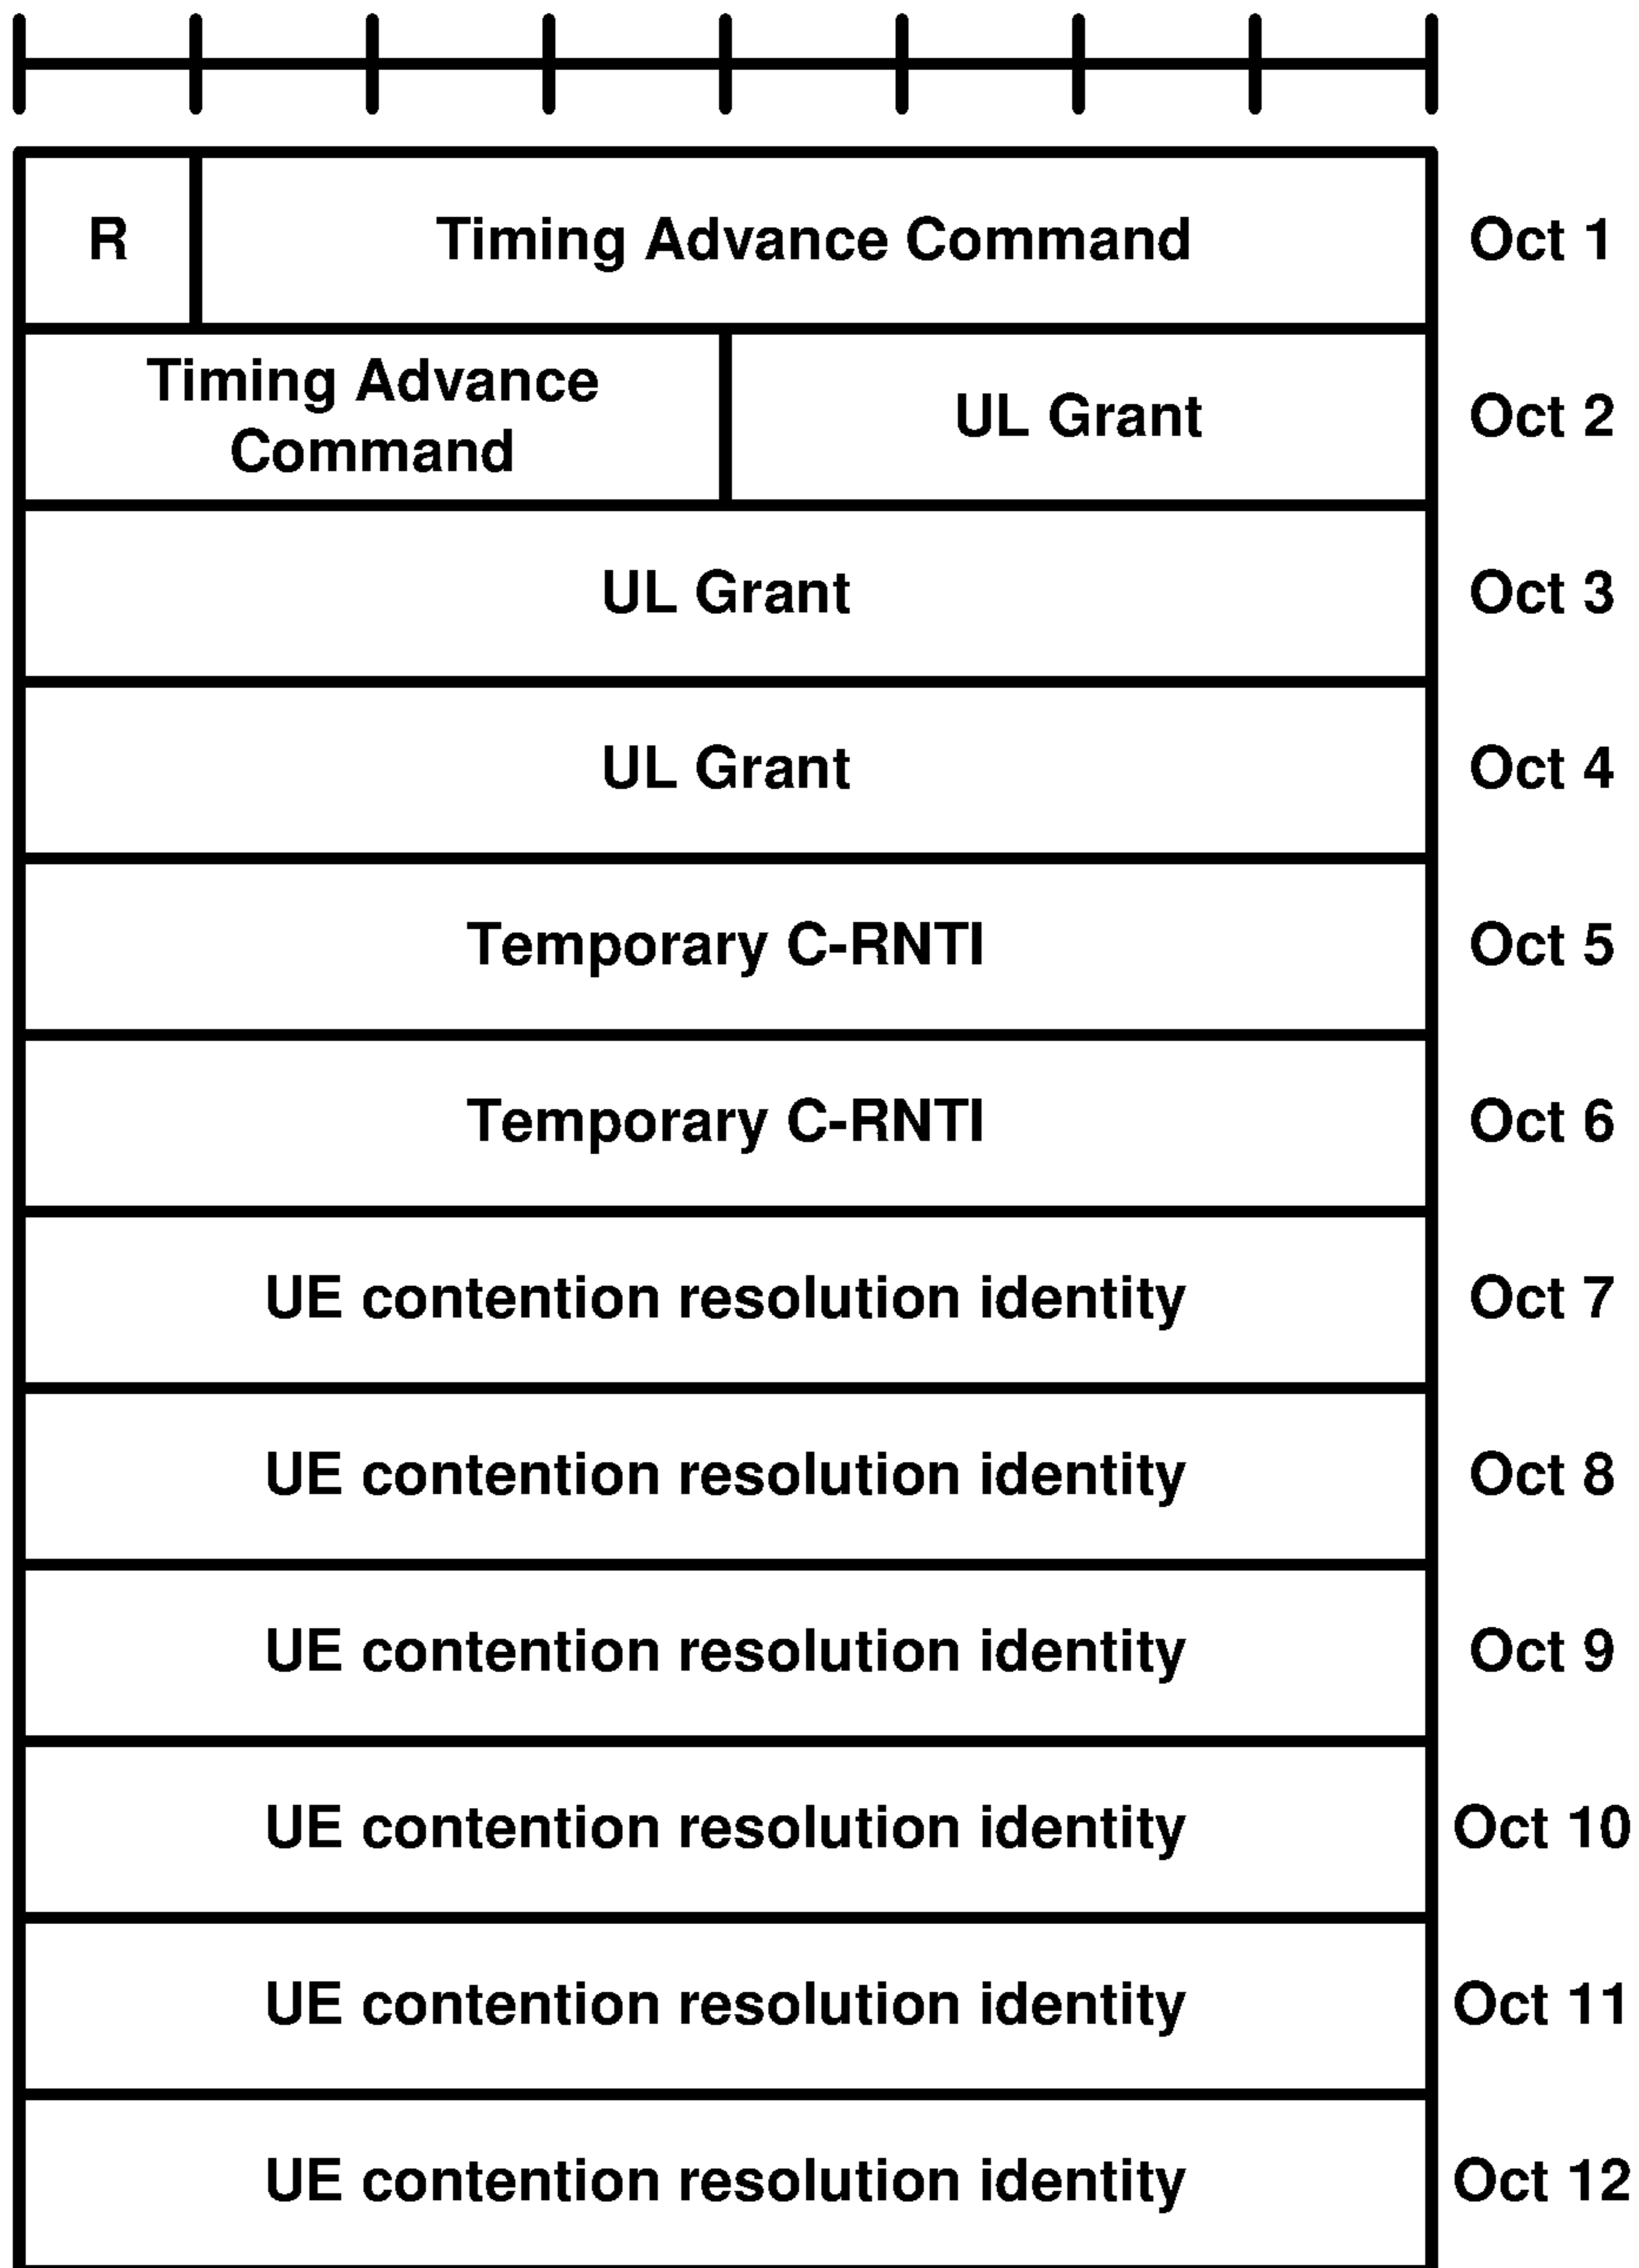 R Timing Advance Command Oct 1
Timing Advance
Command
UL Grant Oct 2
UL Grant Oct 3
UL Grant Oct 4
Temporary C-RNTI Oct 5
Temporary C-RNTI Oct 6
UE contention resolution identity Oct 7
UE contention resolution identity Oct 8
UE contention resolution identity Oct 9
UE contention resolution identity Oct 10
UE contention resolution identity Oct 11
UE contention resolution identity Oct 12